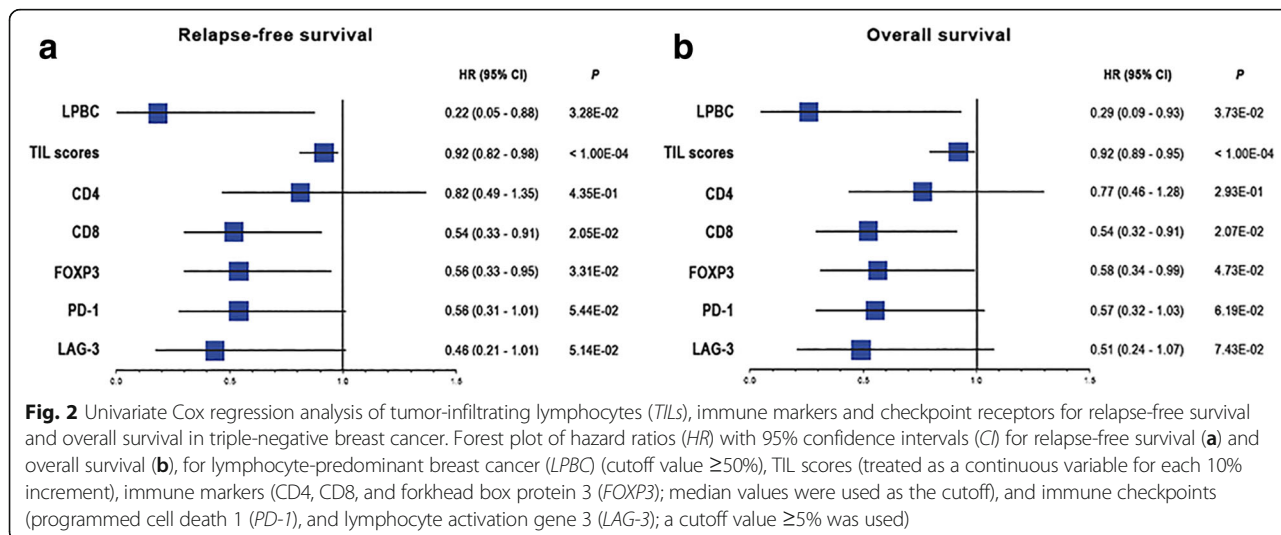 a Relapse-free survival
HR (95% CI) P
LPBC 0.22 (0.05 - 0.88) 3.28E-02
TIL scores 0.92 (0.82 - 0.98) < 1.00E-04
CD4 0.82 (0.49 - 1.35) 4.35E-01
CD8 0.54 (0.33 - 0.91) 2.05E-02
FOXP3 0.56 (0.33 - 0.95) 3.31E-02
PD-1 0.56 (0.31 - 1.01) 5.44E-02
LAG-3 0.46 (0.21 - 1.01) 5.14E-02
0.0 0.5 1.0 1.5
b Overall survival
HR (95% CI) P
0.29 (0.09 - 0.93) 3.73E-02
0.92 (0.89 - 0.95) < 1.00E-04
0.77 (0.46 - 1.28) 2.93E-01
0.54 (0.32 - 0.91) 2.07E-02
0.58 (0.34 - 0.99) 4.73E-02
0.57 (0.32 - 1.03) 6.19E-02
0.51 (0.24 - 1.07) 7.43E-02
LPBC
TIL scores
CD4
CD8
FOXP3
PD-1
LAG-3
0.0 0.5 1.0 1.5
Fig. 2 Univariate Cox regression analysis of tumor-infiltrating lymphocytes (TILs), immune markers and checkpoint receptors for relapse-free survival
and overall survival in triple-negative breast cancer. Forest plot of hazard ratios (HR) with 95% confidence intervals (CI) for relapse-free survival (a) and
overall survival (b), for lymphocyte-predominant breast cancer (LPBC) (cutoff value ≥50%), TIL scores (treated as a continuous variable for each 10%
increment), immune markers (CD4, CD8, and forkhead box protein 3 (FOXP3); median values were used as the cutoff), and immune checkpoints
(programmed cell death 1 (PD-1), and lymphocyte activation gene 3 (LAG-3); a cutoff value ≥5% was used)